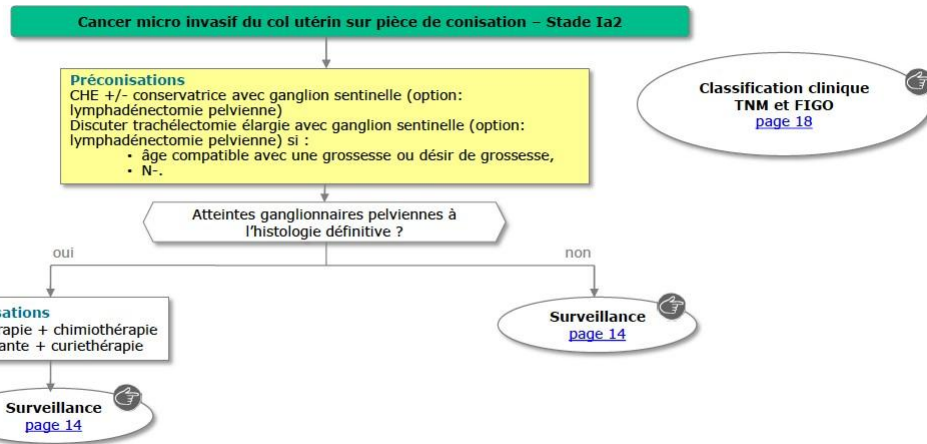 Cancer micro invasif du col utérin sur pièce de conisation – Stade Ia2
Préconisations
CHE +/- conservatrice avec ganglion sentinelle (option:
lymphadénectomie pelvienne)
Discuter trachélectomie élargie avec ganglion sentinelle (option:
lymphadénectomie pelvienne) si :
• âge compatible avec une grossesse ou désir de grossesse,
• N-.
Classification clinique
TNM et FIGO
page 18
Atteintes ganglionnaires pelviennes à
l'histologie définitive ?
oui
non
sations
rapie + chimiothérapie
ante + curiethérapie
Surveillance
page 14
Surveillance
page 14